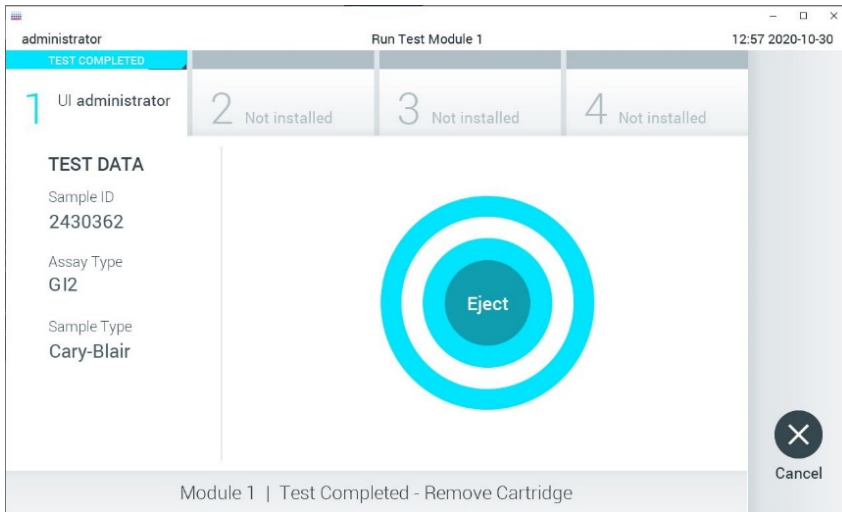 administrator Run Test Module 1 12:57 2020-10-30
TEST COMPLETED
1 UI administrator 2 Not installed 3 Not installed 4 Not installed
TEST DATA
Sample ID
2430362
Assay Type
GI2
Sample Type
Cary-Blair
Eject
Cancel
Module 1 | Test Completed - Remove Cartridge